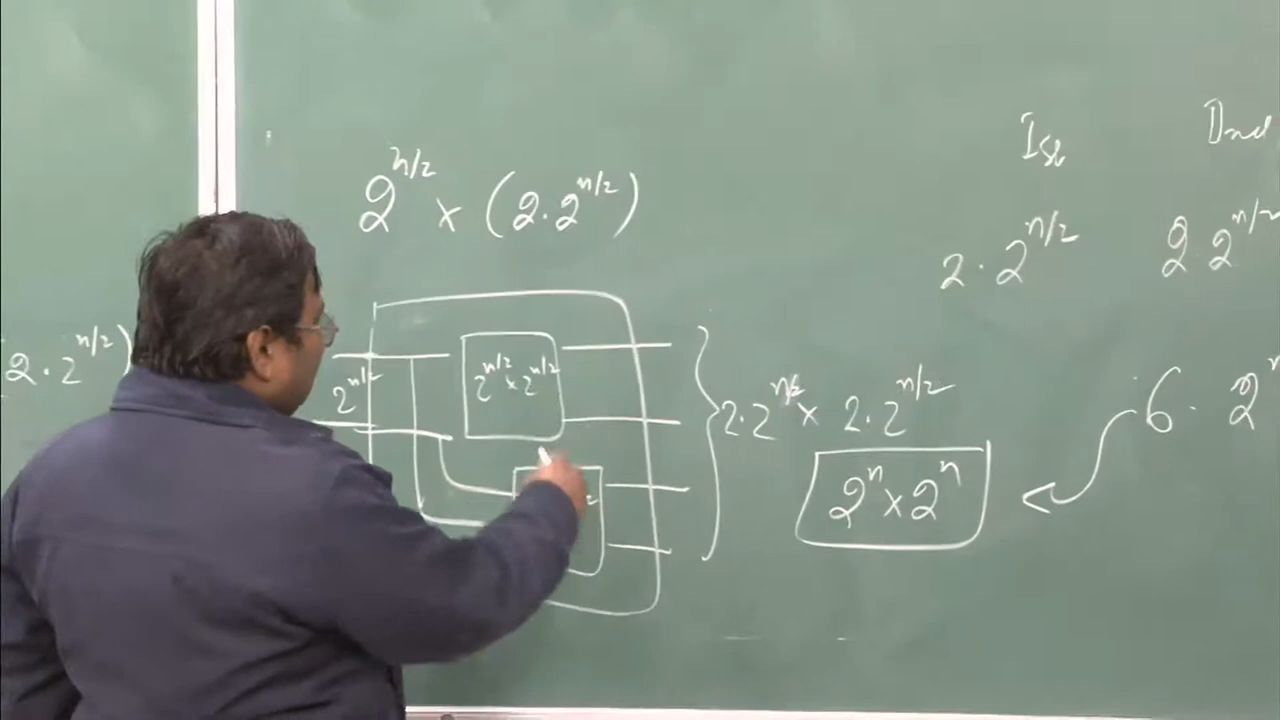 2^{n/2} × (2·2^{n/2})
Ist
2·2^{n/2} 2 2^{n/2}
2·2^{n/2})
2^{n/2}
2^{n/2} × 2^{n/2}
2·2^{n/2} × 2·2^{n/2}
6· 2^n
2^n × 2^n